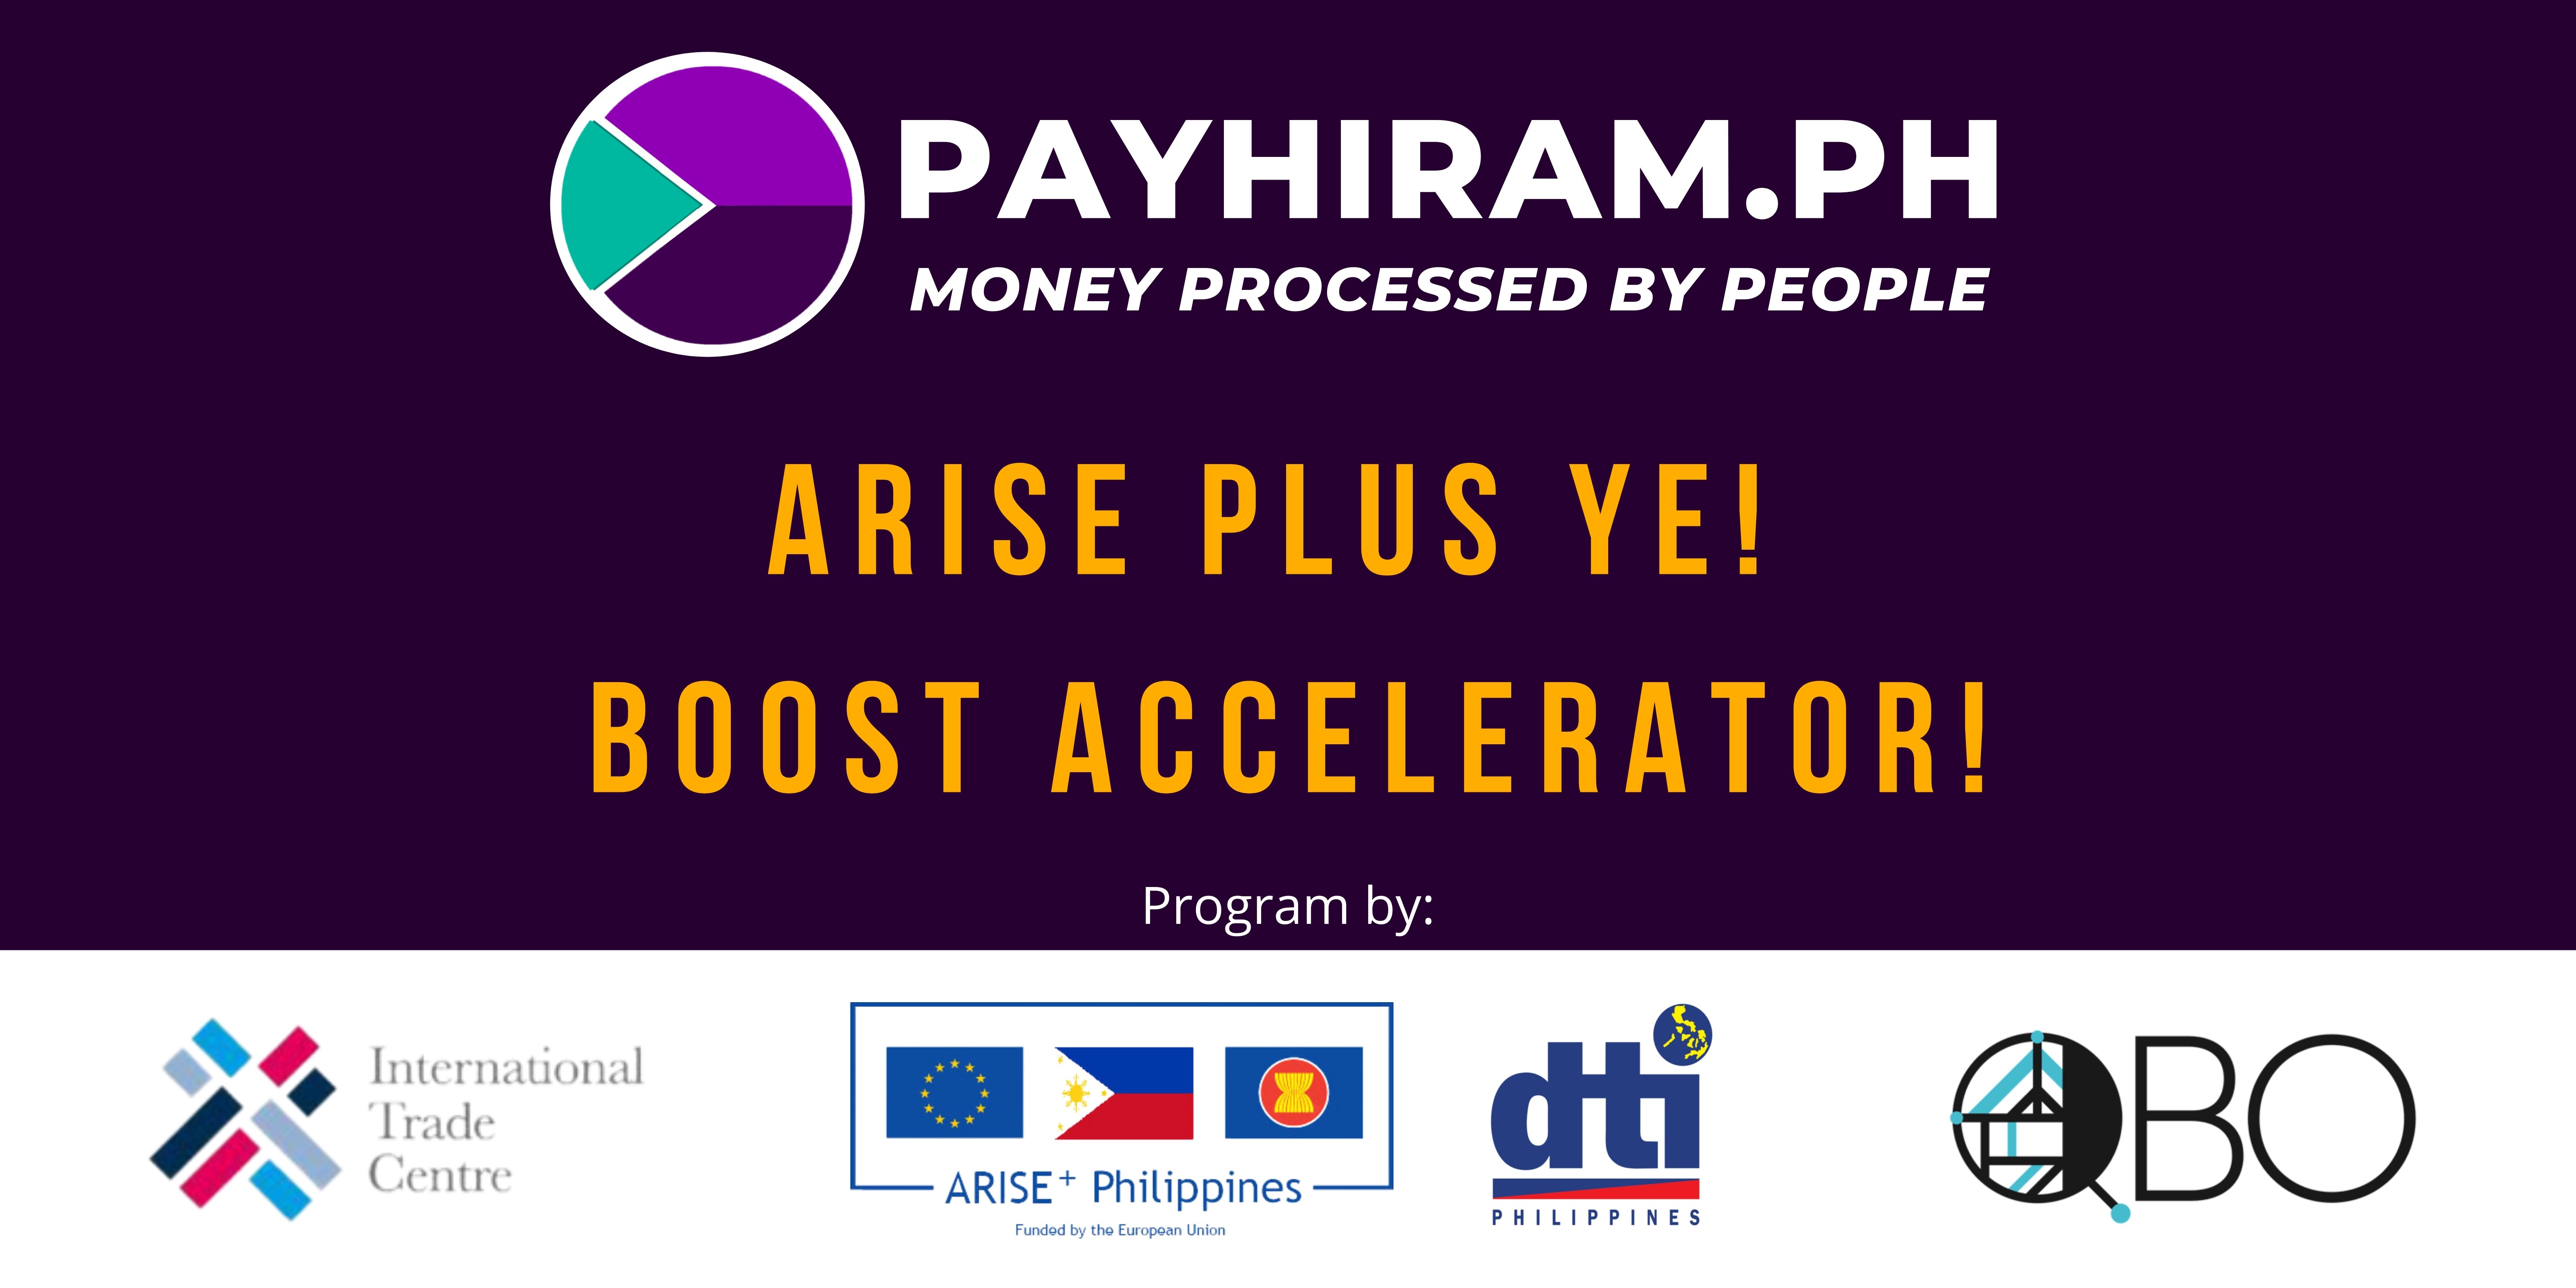 PAYHIRAM.PH
MONEY PROCESSED BY PEOPLE
ARISE PLUS YE!
BOOST ACCELERATOR!
Program by:
International
Trade
Centre
ARISE+ Philippines
Funded by the European Union
dti
PHILIPPINES
QBO